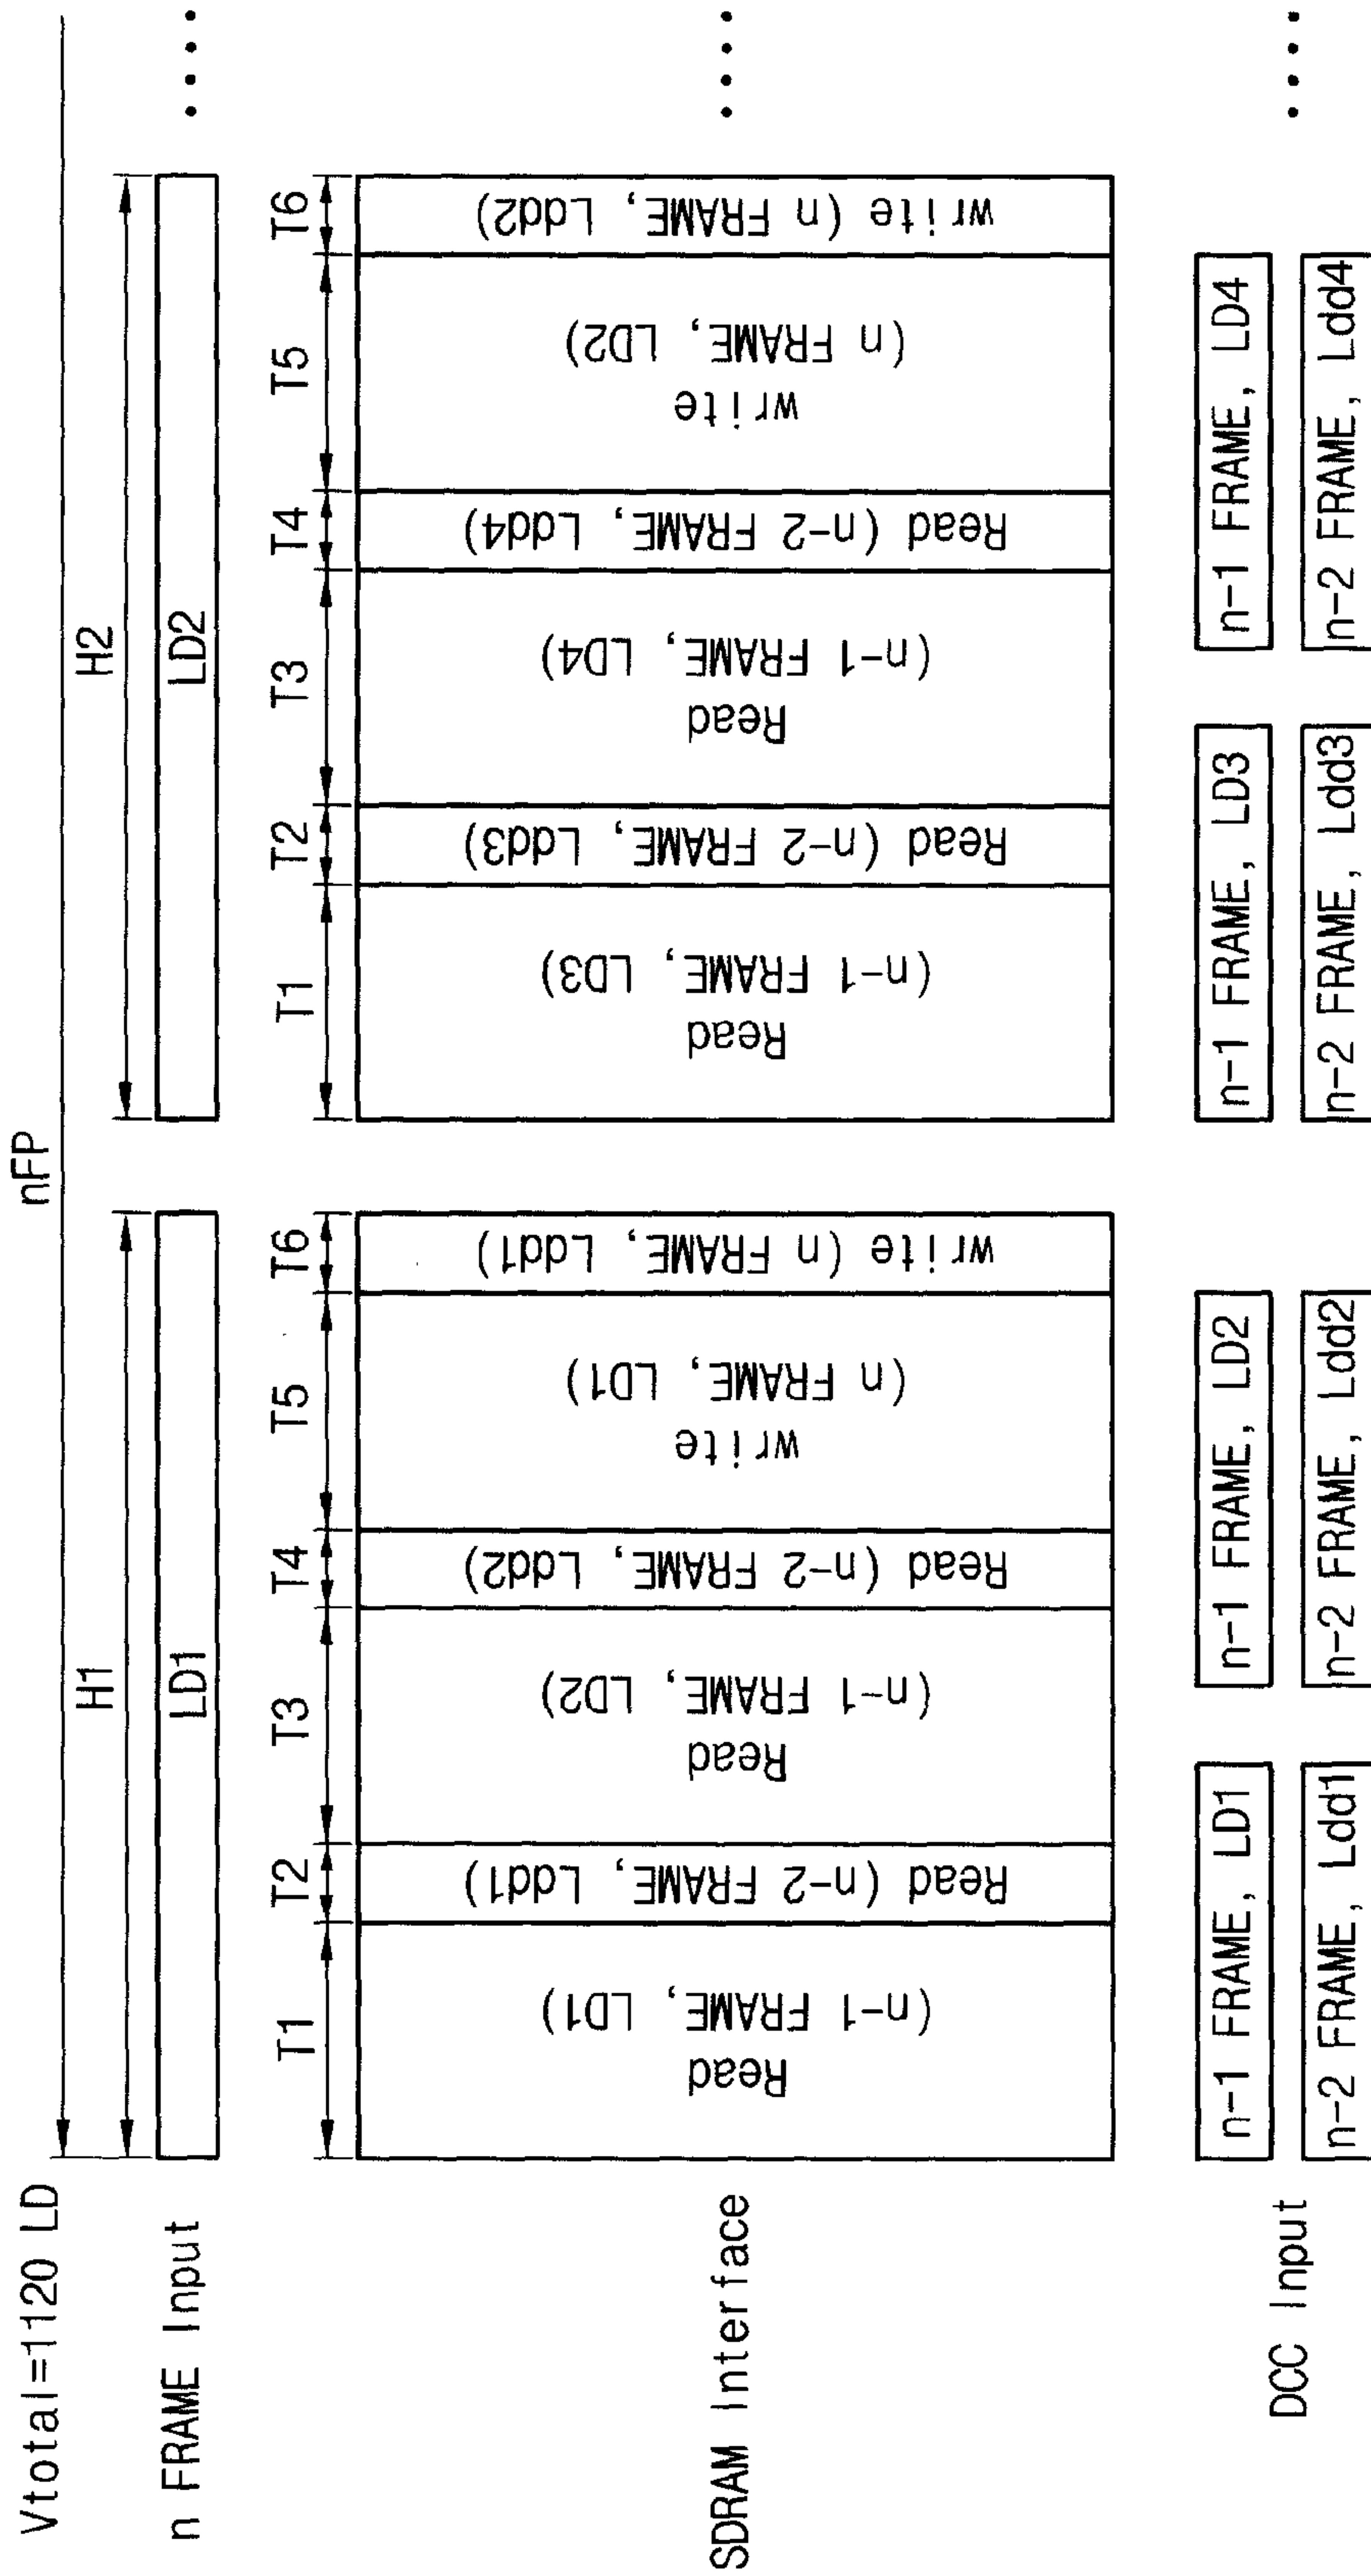 Vtotal=1120 LD
nFP
H1
H2
n FRAME Input
LD1
LD2
T1
T2
T3
T4
T5
T6
T1
T2
T3
T4
T5
T6
SDRAM Interface
Read
(n-1 FRAME, LD1)
Read (n-2 FRAME, Ldd1)
Read
(n-1 FRAME, LD2)
Read (n-2 FRAME, Ldd2)
write
(n FRAME, LD1)
write (n FRAME, Ldd1)
Read
(n-1 FRAME, LD3)
Read (n-2 FRAME, Ldd3)
Read
(n-1 FRAME, LD4)
Read (n-2 FRAME, Ldd4)
write
(n FRAME, LD2)
write (n FRAME, Ldd2)
DCC Input
n-1 FRAME, LD1
n-1 FRAME, LD2
n-1 FRAME, LD3
n-1 FRAME, LD4
n-2 FRAME, Ldd1
n-2 FRAME, Ldd2
n-2 FRAME, Ldd3
n-2 FRAME, Ldd4